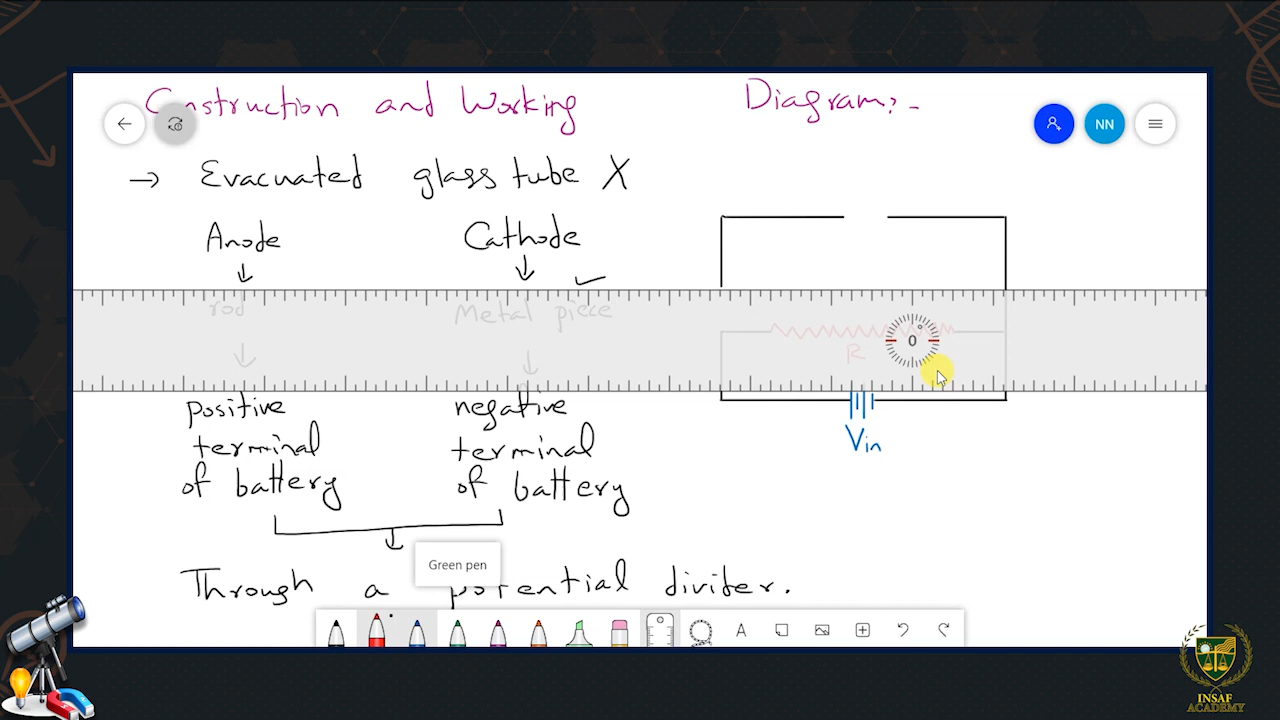 Construction and Working
Diagram:-
NN
→ Evacuated glass tube X
Anode
Cathode
rod
Metal piece
0°
R
positive
terminal
of battery
negative
terminal
of battery
Vin
Green pen
Through a potential divider.
A
INSAF
ACADEMY